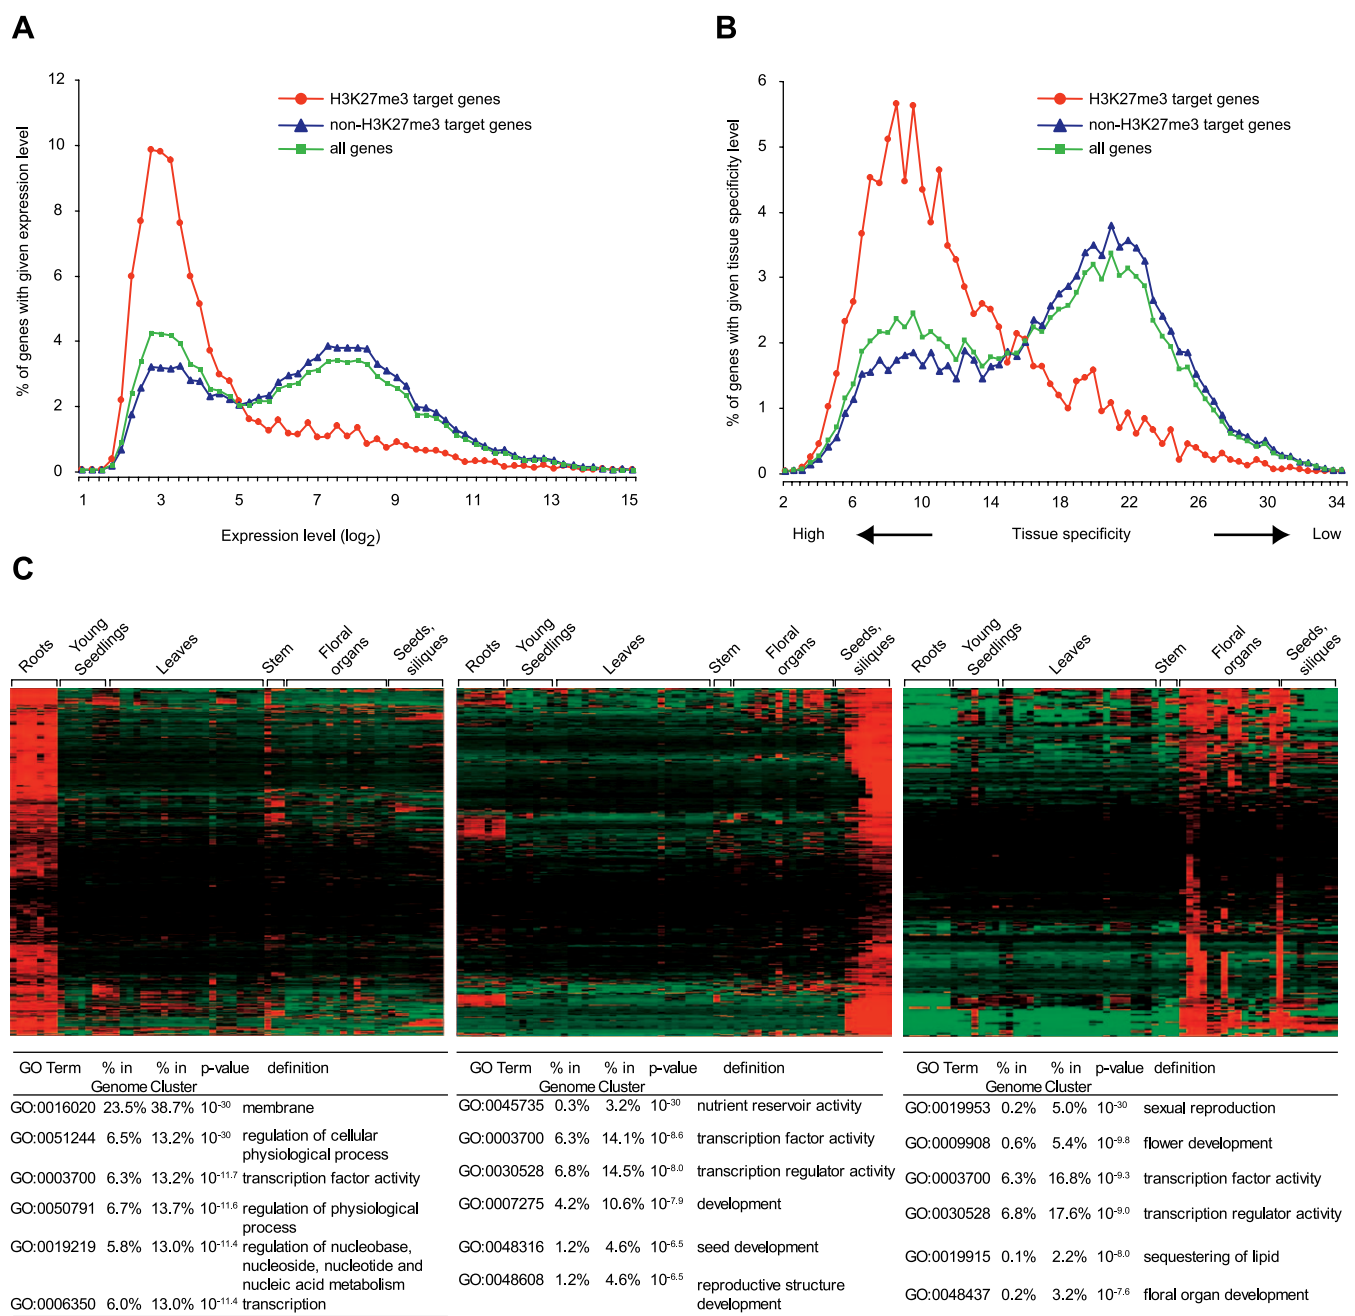 A
12
10
8
6
4
2
0
% of genes with given expression level
H3K27me3 target genes
non-H3K27me3 target genes
all genes
1 3 5 7 9 11 13 15
Expression level (log2)
B
6
5
4
3
2
1
0
% of genes with given tissue specificity level
H3K27me3 target genes
non-H3K27me3 target genes
all genes
2 6 10 14 18 22 26 30 34
High Tissue specificity Low
C
Roots
Young
Seedlings
Leaves
Stem
Floral
organs
Seeds,
siliques
Roots
Young
Seedlings
Leaves
Stem
Floral
organs
Seeds,
siliques
Roots
Young
Seedlings
Leaves
Stem
Floral
organs
Seeds,
siliques
GO Term % in % in p-value definition
Genome Cluster
GO:0016020 23.5% 38.7% 10-30 membrane
GO:0051244 6.5% 13.2% 10-30 regulation of cellular
physiological process
GO:0003700 6.3% 13.2% 10-11.7 transcription factor activity
GO:0050791 6.7% 13.7% 10-11.6 regulation of physiological
process
GO:0019219 5.8% 13.0% 10-11.4 regulation of nucleobase,
nucleoside, nucleotide and
nucleic acid metabolism
GO:0006350 6.0% 13.0% 10-11.4 transcription
GO Term % in % in p-value definition
Genome Cluster
GO:0045735 0.3% 3.2% 10-30 nutrient reservoir activity
GO:0003700 6.3% 14.1% 10-8.6 transcription factor activity
GO:0030528 6.8% 14.5% 10-8.0 transcription regulator activity
GO:0007275 4.2% 10.6% 10-7.9 development
GO:0048316 1.2% 4.6% 10-6.5 seed development
GO:0048608 1.2% 4.6% 10-6.5 reproductive structure
development
GO Term % in % in p-value definition
Genome Cluster
GO:0019953 0.2% 5.0% 10-30 sexual reproduction
GO:0009908 0.6% 5.4% 10-9.8 flower development
GO:0003700 6.3% 16.8% 10-9.3 transcription factor activity
GO:0030528 6.8% 17.6% 10-9.0 transcription regulator activity
GO:0019915 0.1% 2.2% 10-8.0 sequestering of lipid
GO:0048437 0.2% 3.2% 10-7.6 floral organ development